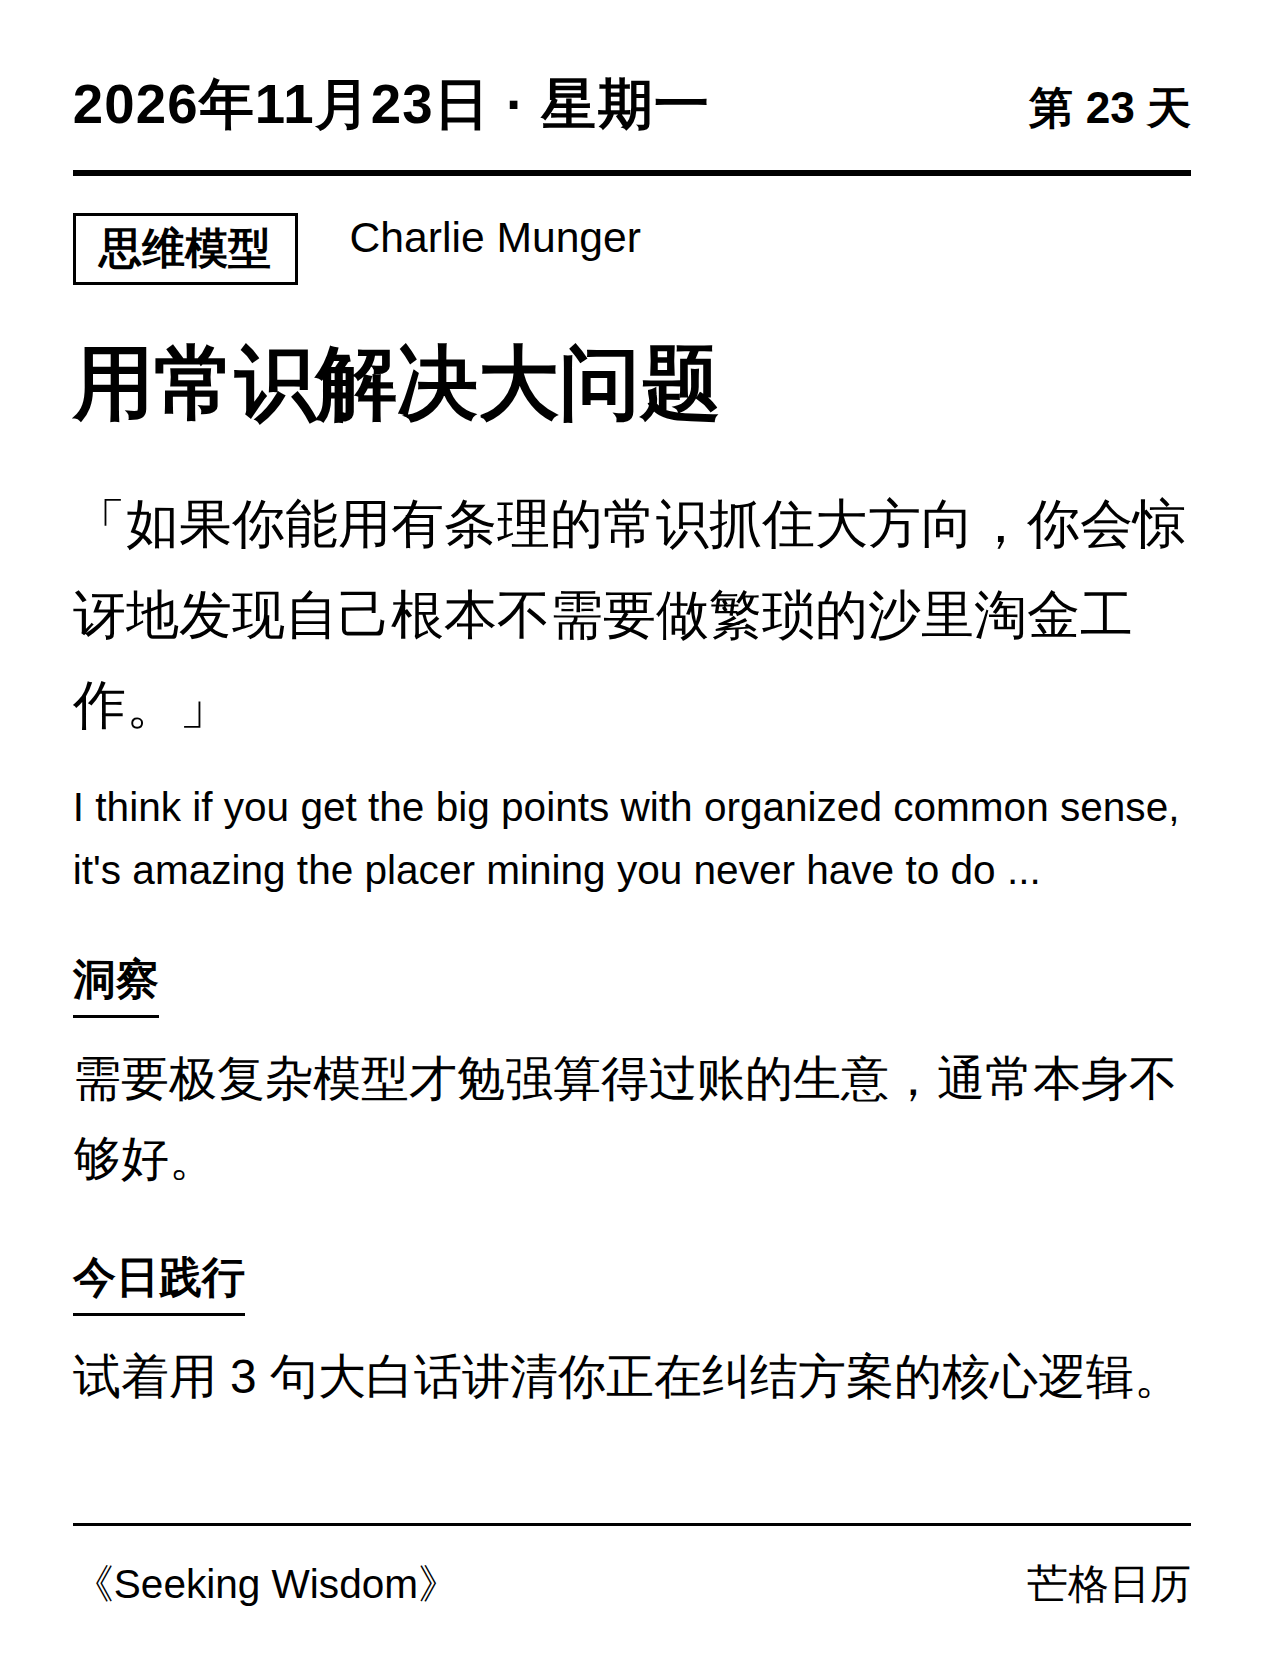 2026年11月23日 · 星期一
第 23 天
思维模型
Charlie Munger
用常识解决大问题
「如果你能用有条理的常识抓住大方向，你会惊
讶地发现自己根本不需要做繁琐的沙里淘金工
作。」
I think if you get the big points with organized common sense,
it's amazing the placer mining you never have to do ...
洞察
需要极复杂模型才勉强算得过账的生意，通常本身不
够好。
今日践行
试着用 3 句大白话讲清你正在纠结方案的核心逻辑。
《Seeking Wisdom》
芒格日历